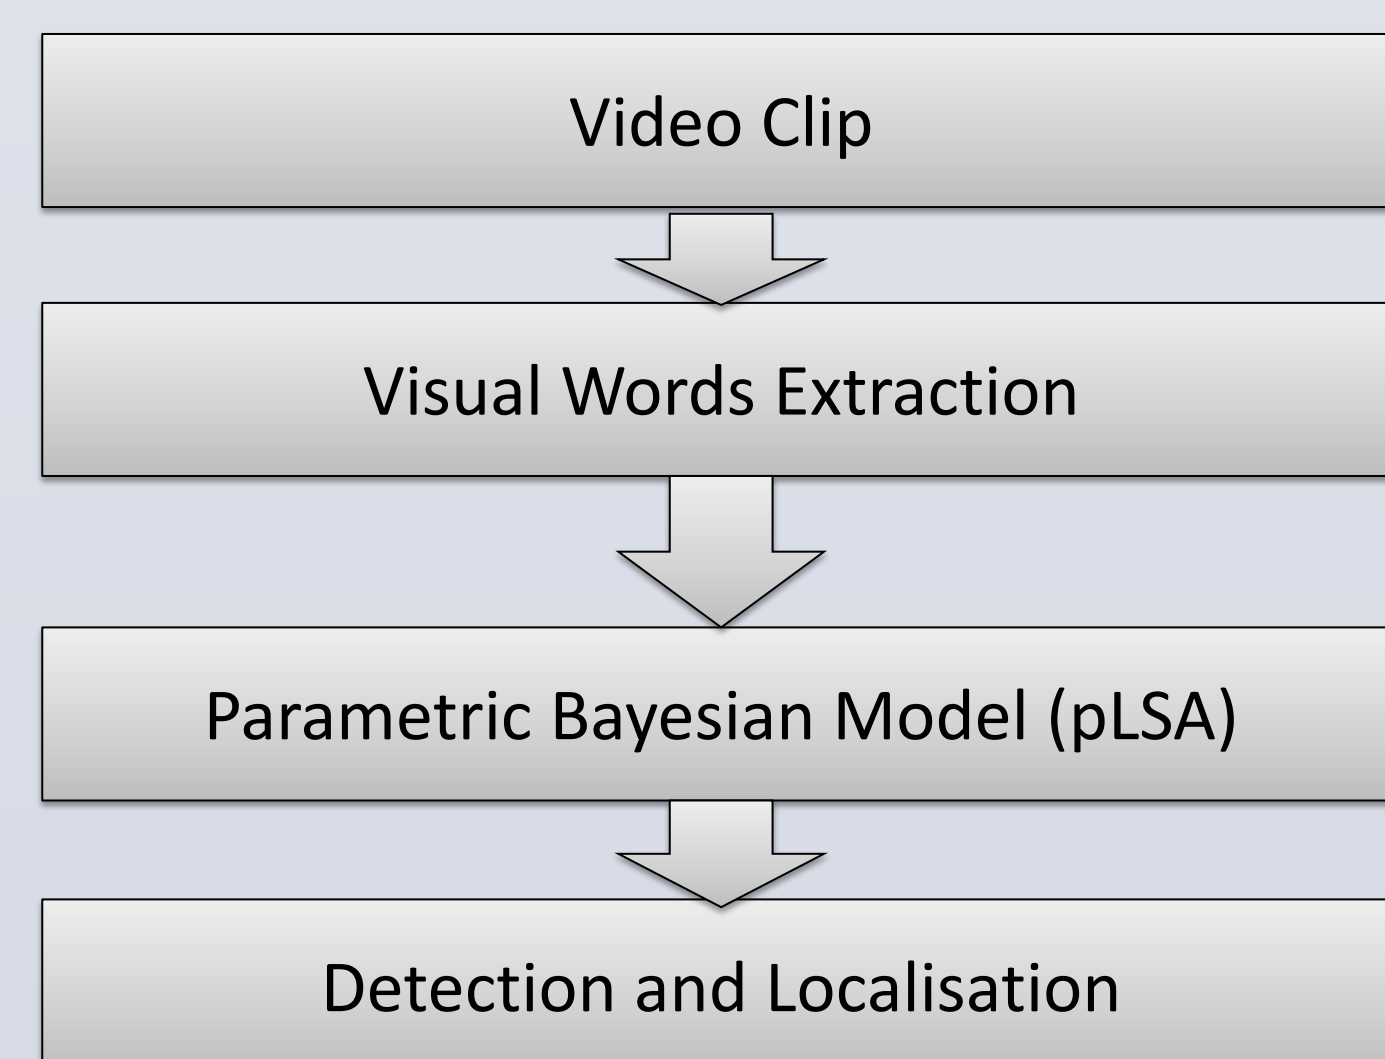 Video Clip
Visual Words Extraction
Parametric Bayesian Model (pLSA)
Detection and Localisation